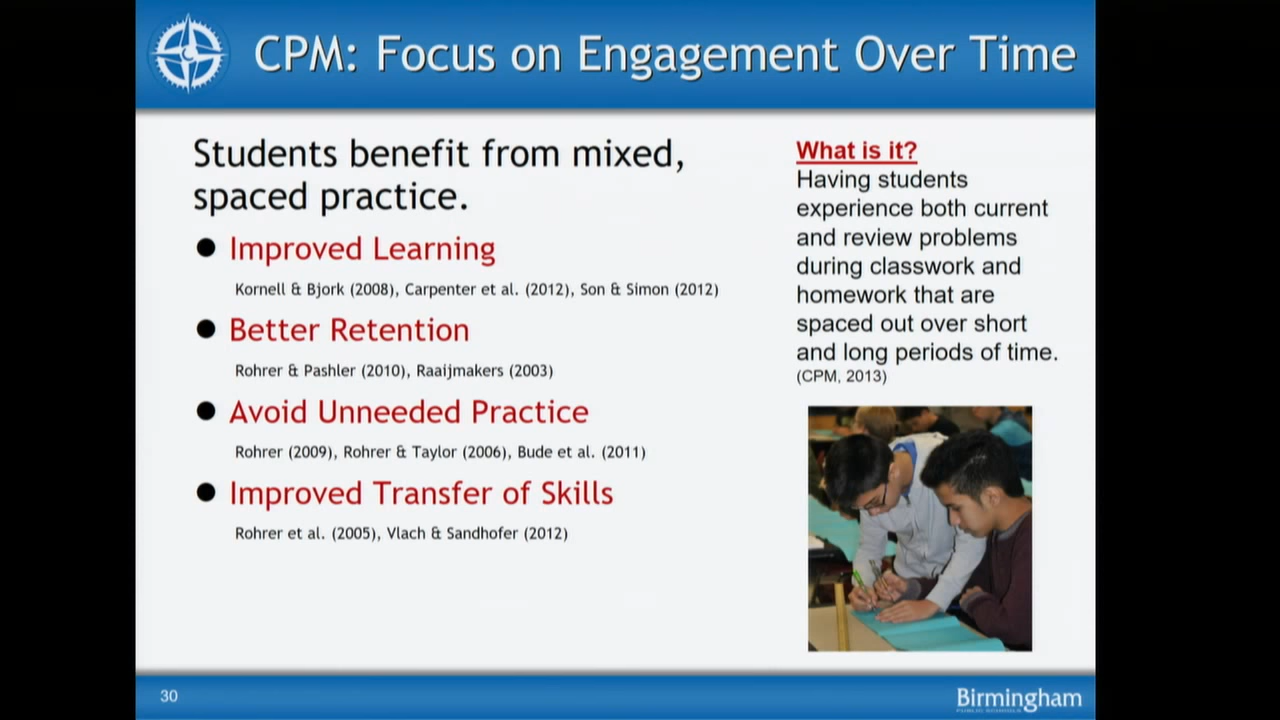 CPM: Focus on Engagement Over Time
Students benefit from mixed,
spaced practice.
● Improved Learning
Kornell & Bjork (2008), Carpenter et al. (2012), Son & Simon (2012)
● Better Retention
Rohrer & Pashler (2010), Raaijmakers (2003)
● Avoid Unneeded Practice
Rohrer (2009), Rohrer & Taylor (2006), Bude et al. (2011)
● Improved Transfer of Skills
Rohrer et al. (2005), Vlach & Sandhofer (2012)
What is it?
Having students
experience both current
and review problems
during classwork and
homework that are
spaced out over short
and long periods of time.
(CPM, 2013)
30
Birmingham
PUBLIC SCHOOLS